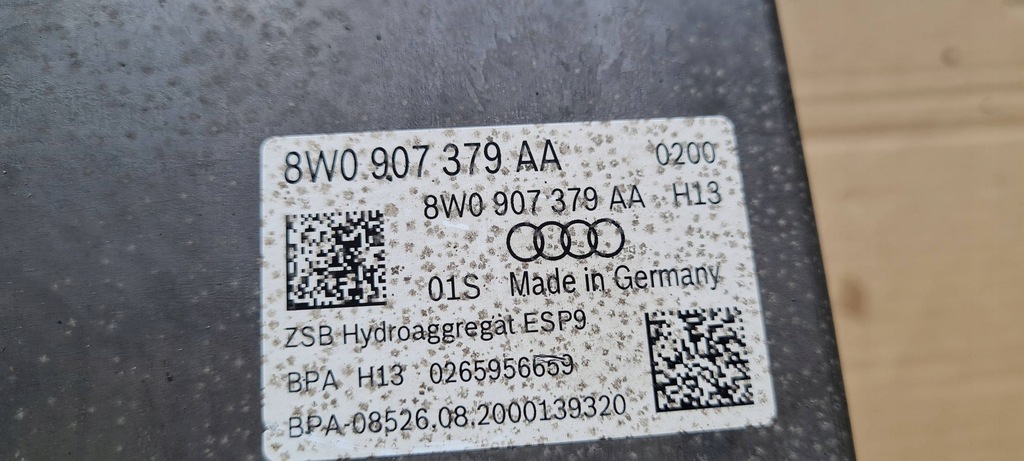 8W0 907 379 AA 0200
8W0 907 379 AA H13
01S Made in Germany
ZSB Hydroaggregat ESP9
BPA H13 0265956659
BPA-08526.08.2000139320